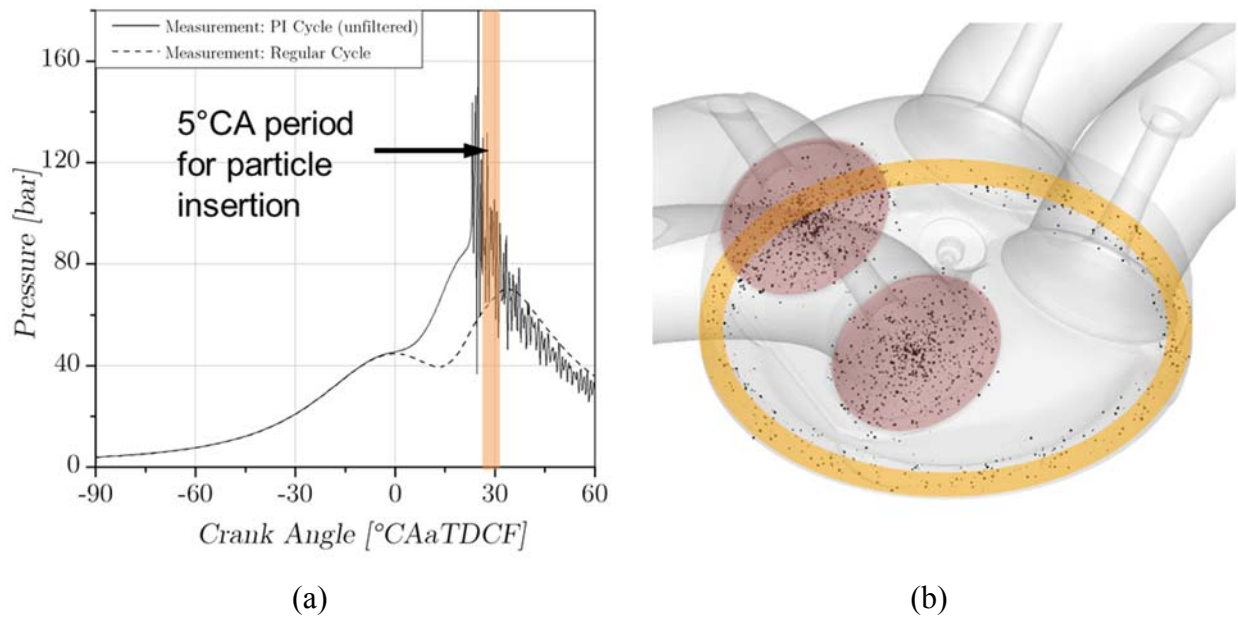 Measurement: PI Cycle (unfiltered)
Measurement: Regular Cycle
160
120
80
40
0
5°CA period
for particle
insertion
Pressure [bar]
-90
-60
-30
0
30
60
Crank Angle [°CAaTDCF]
(a)
(b)